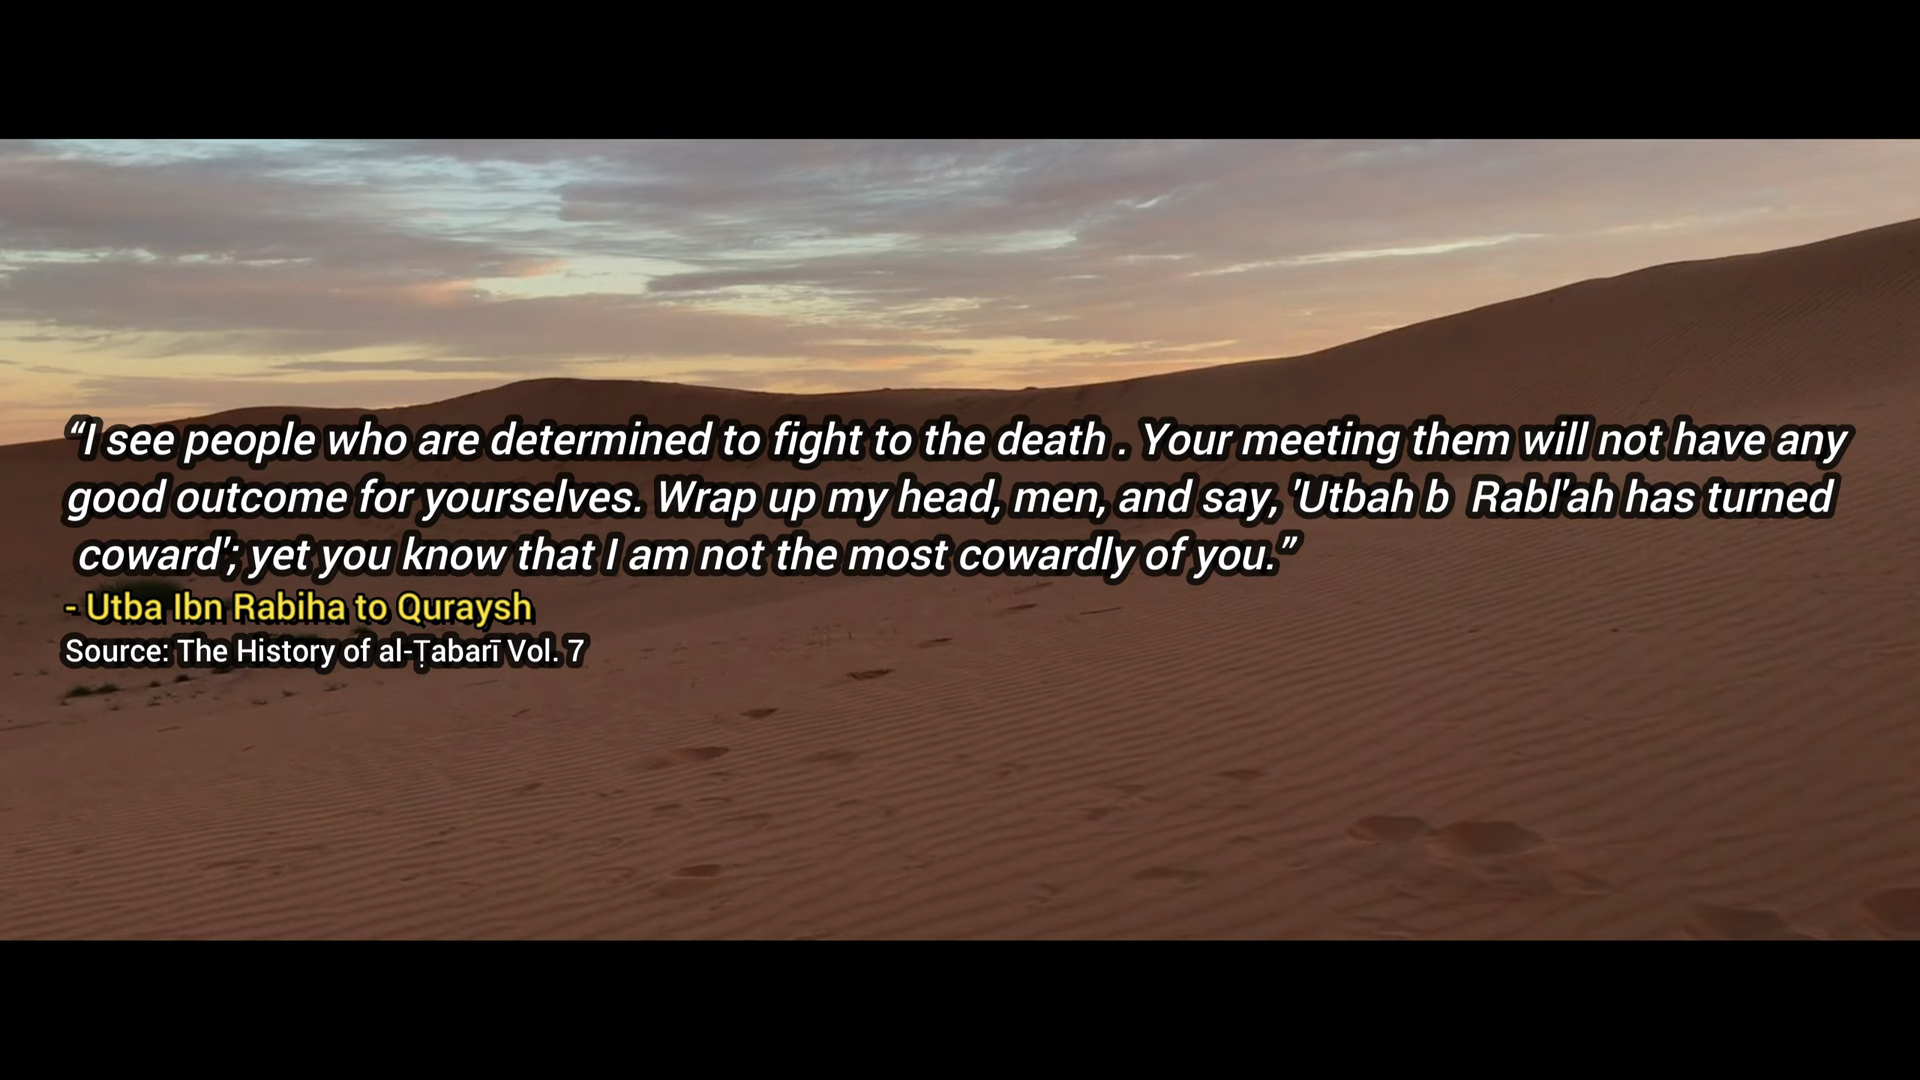 “I see people who are determined to fight to the death . Your meeting them will not have any
good outcome for yourselves. Wrap up my head, men, and say, 'Utbah b  Rabl'ah has turned
coward'; yet you know that I am not the most cowardly of you.”
- Utba Ibn Rabiha to Quraysh
Source: The History of al-Ṭabarī Vol. 7